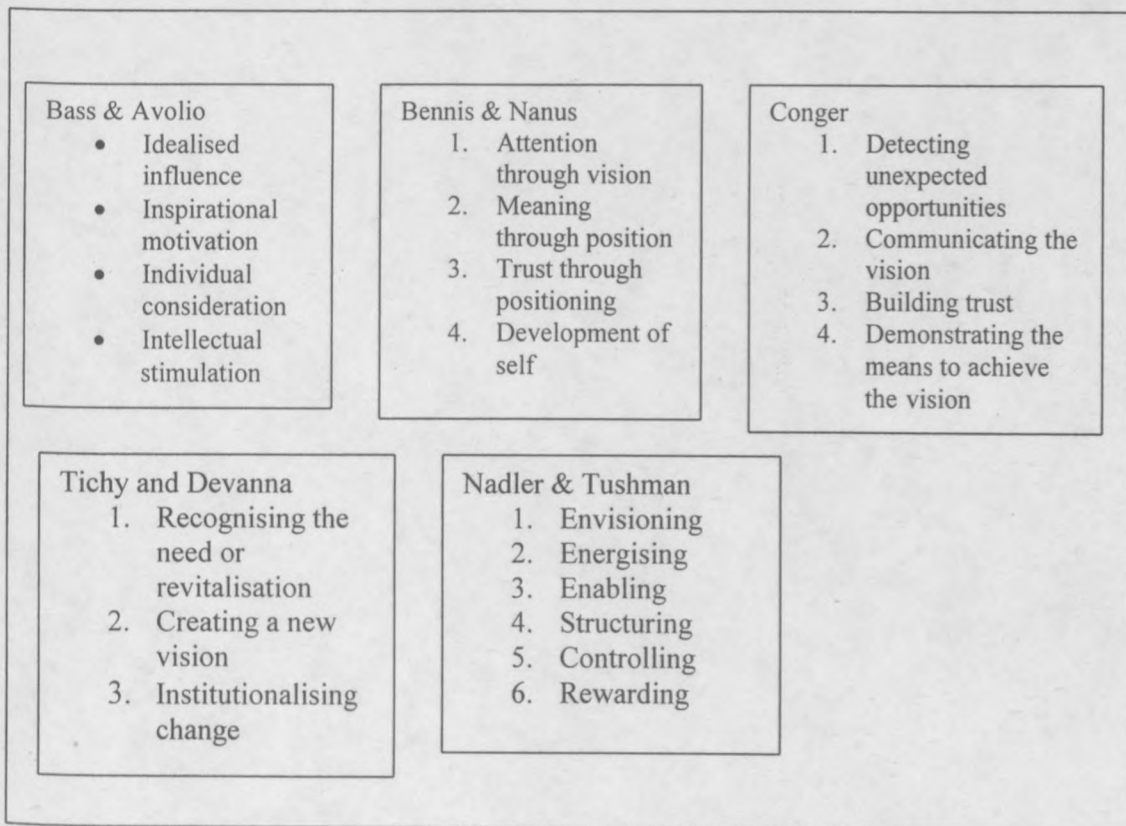 Bass & Avolio
• Idealised
influence
• Inspirational
motivation
• Individual
consideration
• Intellectual
stimulation
Bennis & Nanus
1. Attention
through vision
2. Meaning
through position
3. Trust through
positioning
4. Development of
self
Conger
1. Detecting
unexpected
opportunities
2. Communicating the
vision
3. Building trust
4. Demonstrating the
means to achieve
the vision
Tichy and Devanna
1. Recognising the
need or
revitalisation
2. Creating a new
vision
3. Institutionalising
change
Nadler & Tushman
1. Envisioning
2. Energising
3. Enabling
4. Structuring
5. Controlling
6. Rewarding